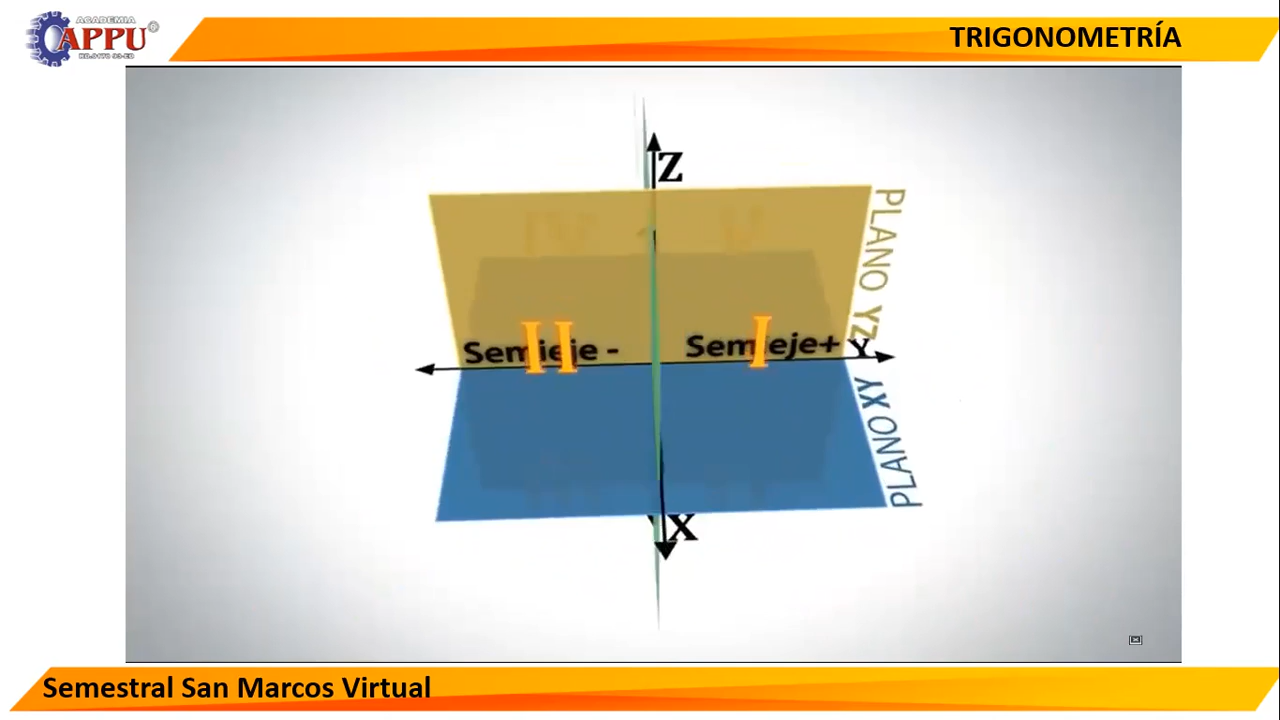 ACADEMIA
APPU
TRIGONOMETRÍA
Z
PLANO YZ
Semieje -
II
Semieje+
I
Y
PLANO XY
X
Semestral San Marcos Virtual